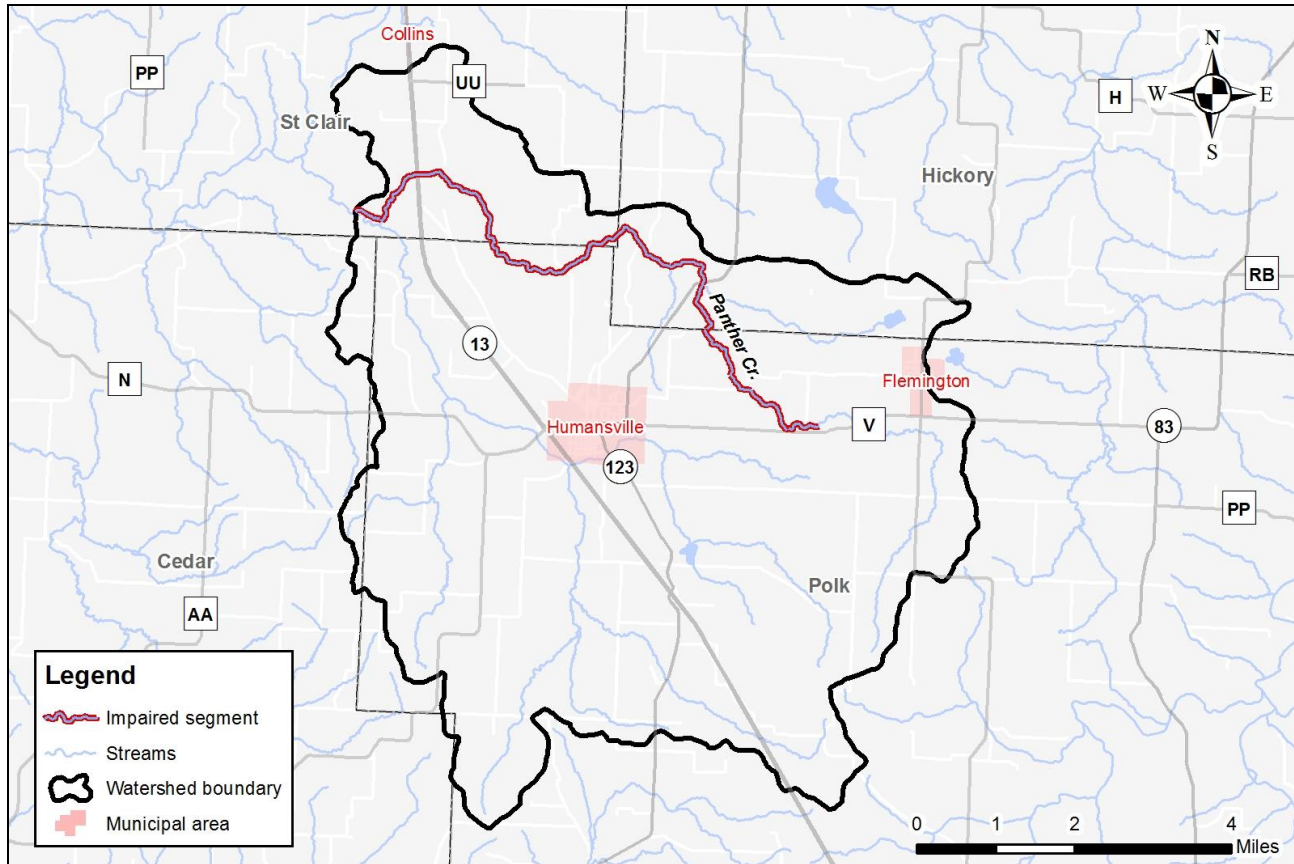 Collins
PP
UU
H
N
W
E
S
St Clair
Hickory
RB
Panther Cr.
13
N
Flemington
Humansville
V
83
123
PP
Cedar
Polk
AA
Legend
Impaired segment
Streams
Watershed boundary
Municipal area
0 1 2 4
Miles